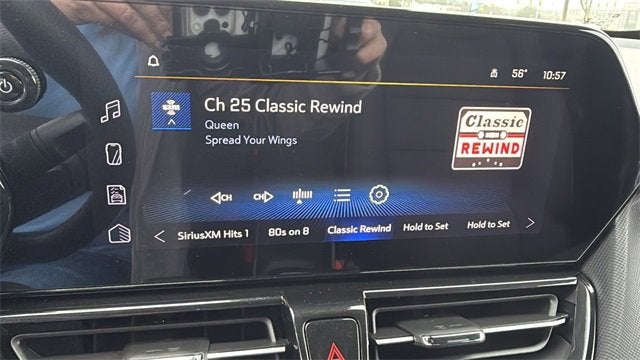 56° 10:57
SXM
Ch 25 Classic Rewind
Queen
Spread Your Wings
Classic
REWIND
CH CH
SiriusXM Hits 1 80s on 8 Classic Rewind Hold to Set Hold to Set